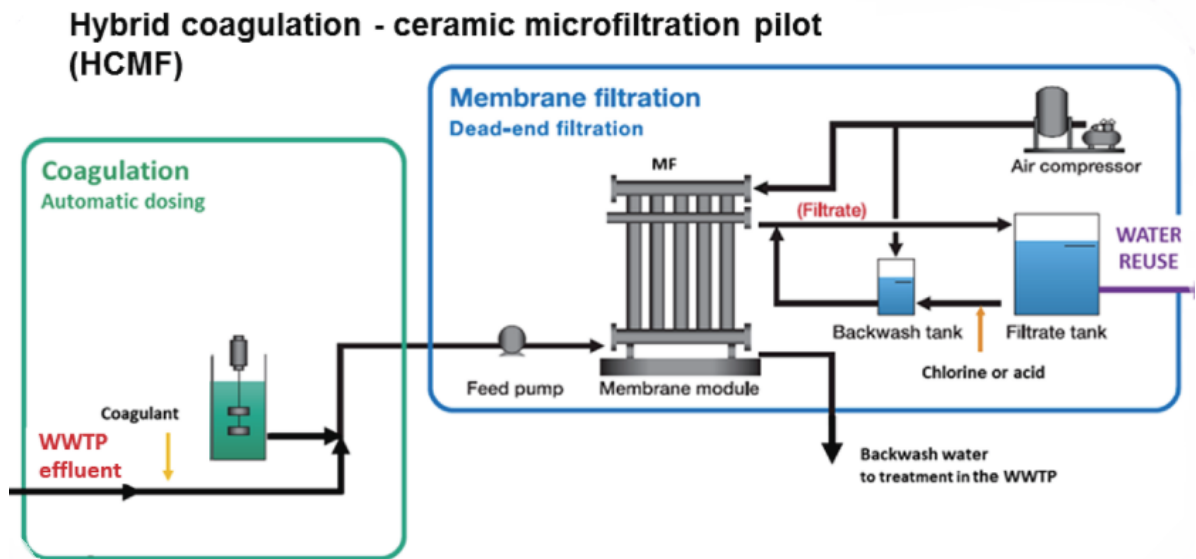 Hybrid coagulation - ceramic microfiltration pilot
(HCMF)
Membrane filtration
Dead-end filtration
Coagulation
Automatic dosing
MF
Air compressor
(Filtrate)
WATER
REUSE
Backwash tank
Filtrate tank
Chlorine or acid
Feed pump
Membrane module
Coagulant
WWTP
effluent
Backwash water
to treatment in the WWTP